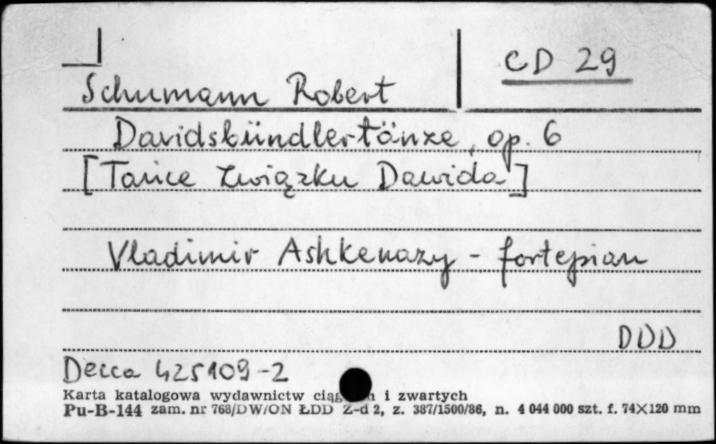 CD 29
Schumann Robert
Davidsbündlertänze, op. 6
[Tańce Związku Dawida]
Vladimir Ashkenazy - fortepian
DDD
Decca 425109-2
Karta katalogowa wydawnictw i zwartych
Pu-B-144 zam. nr 768/DW/ON ŁDD Z-d 2, z. 387/1500/86, n. 4 044 000 szt. f. 74×120 mm